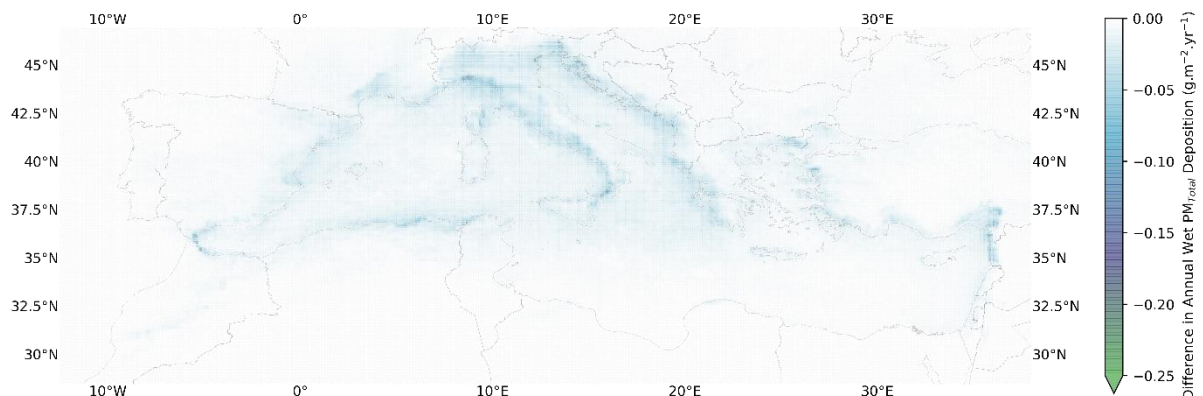 10°W 0° 10°E 20°E 30°E
45°N 45°N
42.5°N 42.5°N
40°N 40°N
37.5°N 37.5°N
35°N 35°N
32.5°N 32.5°N
30°N 30°N
10°W 0° 10°E 20°E 30°E
0.00
−0.05
−0.10
−0.15
−0.20
−0.25
Difference in Annual Wet PM_Total Deposition (g.m⁻².yr⁻¹)